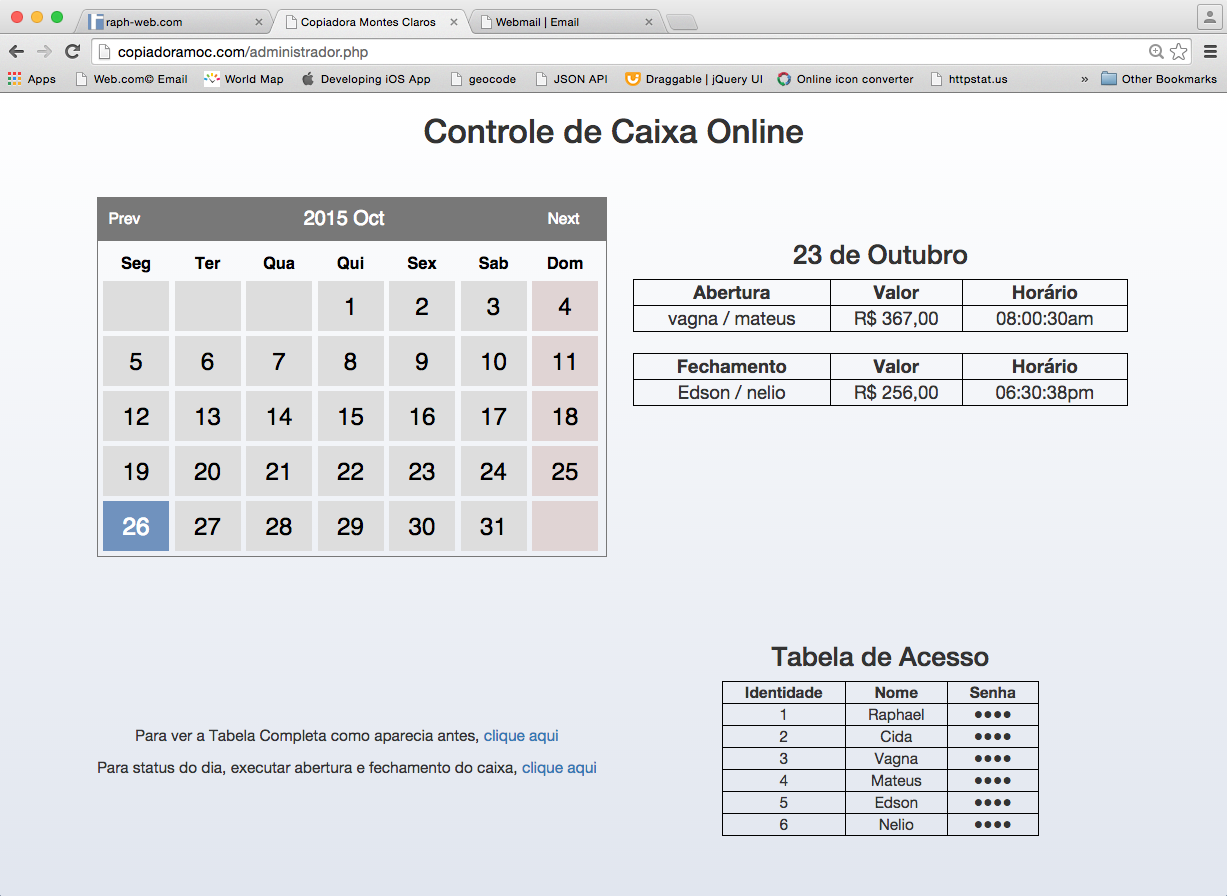 raph-web.com
Copiadora Montes Claros
Webmail | Email
copiadoramoc.com/administrador.php
Apps Web.com© Email World Map Developing iOS App geocode JSON API Draggable | jQuery UI Online icon converter httpstat.us » Other Bookmarks
Controle de Caixa Online
Prev 2015 Oct Next
Seg Ter Qua Qui Sex Sab Dom
1 2 3 4
5 6 7 8 9 10 11
12 13 14 15 16 17 18
19 20 21 22 23 24 25
26 27 28 29 30 31
23 de Outubro
Abertura Valor Horário
vagna / mateus R$ 367,00 08:00:30am
Fechamento Valor Horário
Edson / nelio R$ 256,00 06:30:38pm
Para ver a Tabela Completa como aparecia antes, clique aqui
Para status do dia, executar abertura e fechamento do caixa, clique aqui
Tabela de Acesso
Identidade Nome Senha
1 Raphael ●●●●
2 Cida ●●●●
3 Vagna ●●●●
4 Mateus ●●●●
5 Edson ●●●●
6 Nelio ●●●●